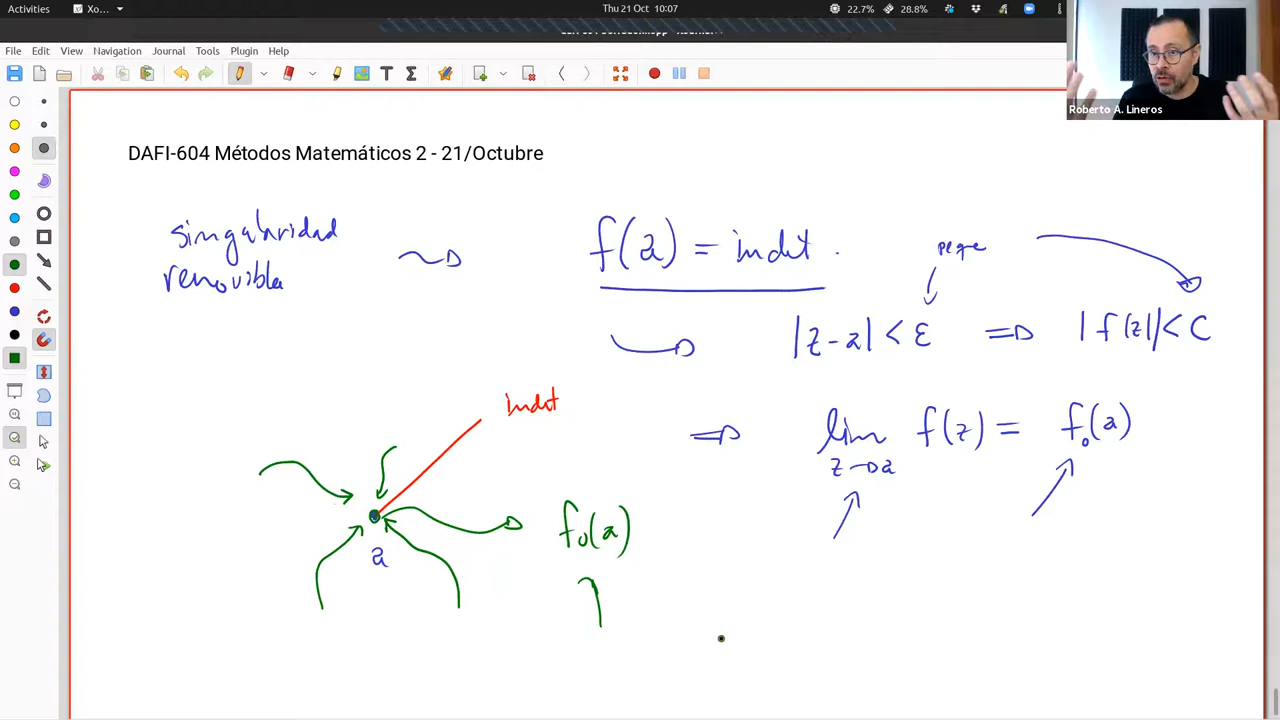 Activities
Xo...
Thu 21 Oct 10:07
22.7%
28.8%
File Edit View Navigation Journal Tools Plugin Help
Roberto A. Lineros
DAFI-604 Métodos Matemáticos 2 - 21/Octubre
singularidad
removible
f(a) = indet.
peque
|z-a| < ε ⇒ |f(z)| < C
indet
⇒ lim f(z) = f₀(a)
z→a
f₀(a)
a